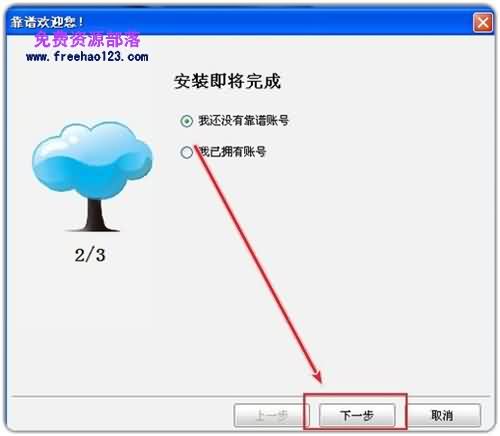 靠谱欢迎您!
免费资源部落
www.freehao123.com
安装即将完成
我还没有靠谱账号
我已拥有账号
2/3
上一步
下一步
取消